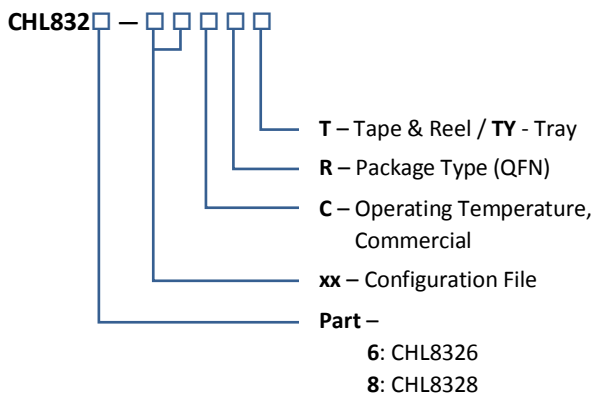 CHL832□ — □ □ □ □ □
T – Tape & Reel / TY - Tray
R – Package Type (QFN)
C – Operating Temperature,
Commercial
xx – Configuration File
Part –
6: CHL8326
8: CHL8328